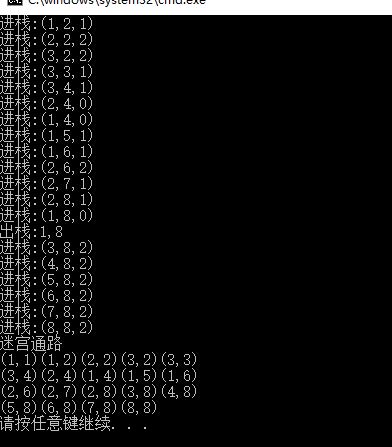 C:\windows\system32\cmd.exe
进栈:(1,2,1)
进栈:(2,2,2)
进栈:(3,2,2)
进栈:(3,3,1)
进栈:(3,4,1)
进栈:(2,4,0)
进栈:(1,4,0)
进栈:(1,5,1)
进栈:(1,6,1)
进栈:(2,6,2)
进栈:(2,7,1)
进栈:(2,8,1)
进栈:(1,8,0)
出栈:1,8
进栈:(3,8,2)
进栈:(4,8,2)
进栈:(5,8,2)
进栈:(6,8,2)
进栈:(7,8,2)
进栈:(8,8,2)
迷宫通路
(1,1)(1,2)(2,2)(3,2)(3,3)
(3,4)(2,4)(1,4)(1,5)(1,6)
(2,6)(2,7)(2,8)(3,8)(4,8)
(5,8)(6,8)(7,8)(8,8)
请按任意键继续. . .